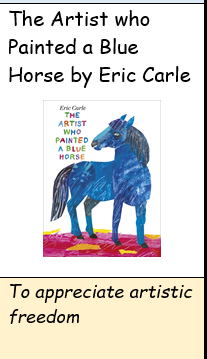 The Artist who
Painted a Blue
Horse by Eric Carle
Eric Carle
THE
ARTIST
WHO
PAINTED
A BLUE
HORSE
To appreciate artistic
freedom